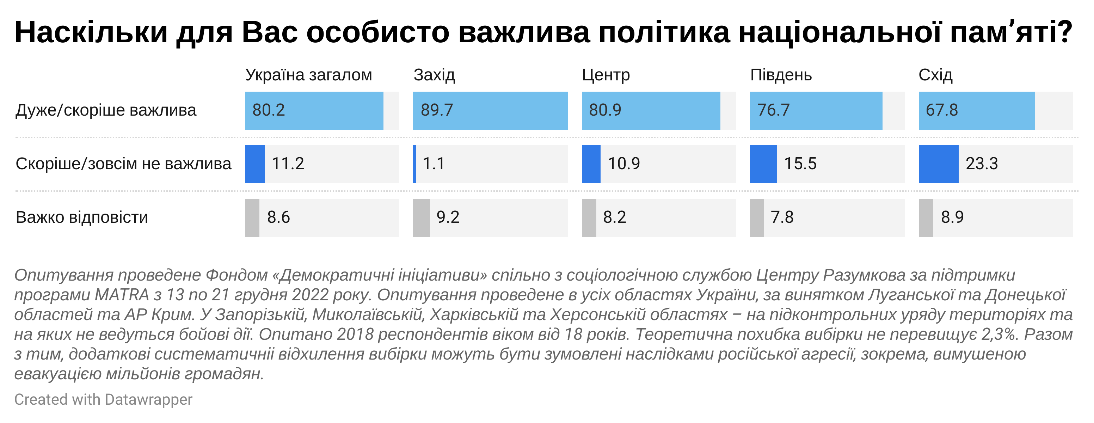 Наскільки для Вас особисто важлива політика національної пам’яті?
Україна загалом Захід Центр Південь Схід
Дуже/скоріше важлива 80.2 89.7 80.9 76.7 67.8
Скоріше/зовсім не важлива 11.2 1.1 10.9 15.5 23.3
Важко відповісти 8.6 9.2 8.2 7.8 8.9
Опитування проведене Фондом «Демократичні ініціативи» спільно з соціологічною службою Центру Разумкова за підтримки
програми MATRA з 13 по 21 грудня 2022 року. Опитування проведене в усіх областях України, за винятком Луганської та Донецької
областей та АР Крим. У Запорізькій, Миколаївській, Харківській та Херсонській областях – на підконтрольних уряду територіях та
на яких не ведуться бойові дії. Опитано 2018 респондентів віком від 18 років. Теоретична похибка вибірки не перевищує 2,3%. Разом
з тим, додаткові систематичніі відхилення вибірки можуть бути зумовлені наслідками російської агресії, зокрема, вимушеною
евакуацією мільйонів громадян.
Created with Datawrapper